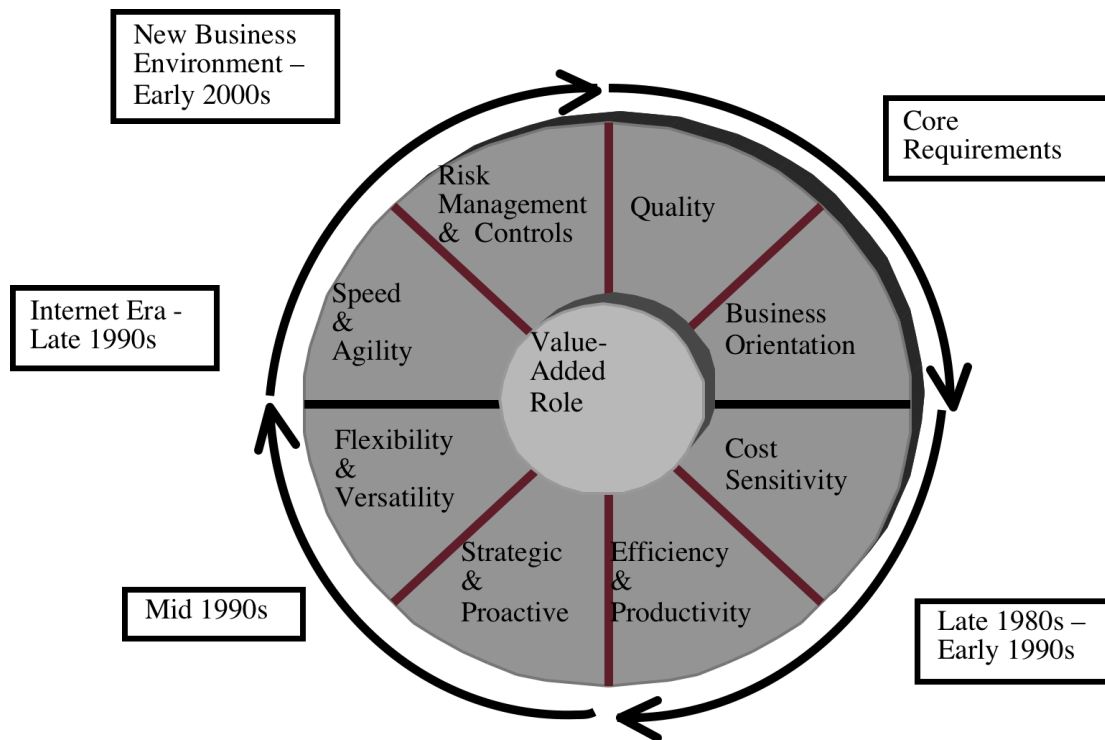 New Business
Environment –
Early 2000s
Core
Requirements
Risk
Management
& Controls
Quality
Speed
&
Agility
Business
Orientation
Internet Era -
Late 1990s
Value-
Added
Role
Flexibility
&
Versatility
Cost
Sensitivity
Strategic
&
Proactive
Efficiency
&
Productivity
Mid 1990s
Late 1980s –
Early 1990s